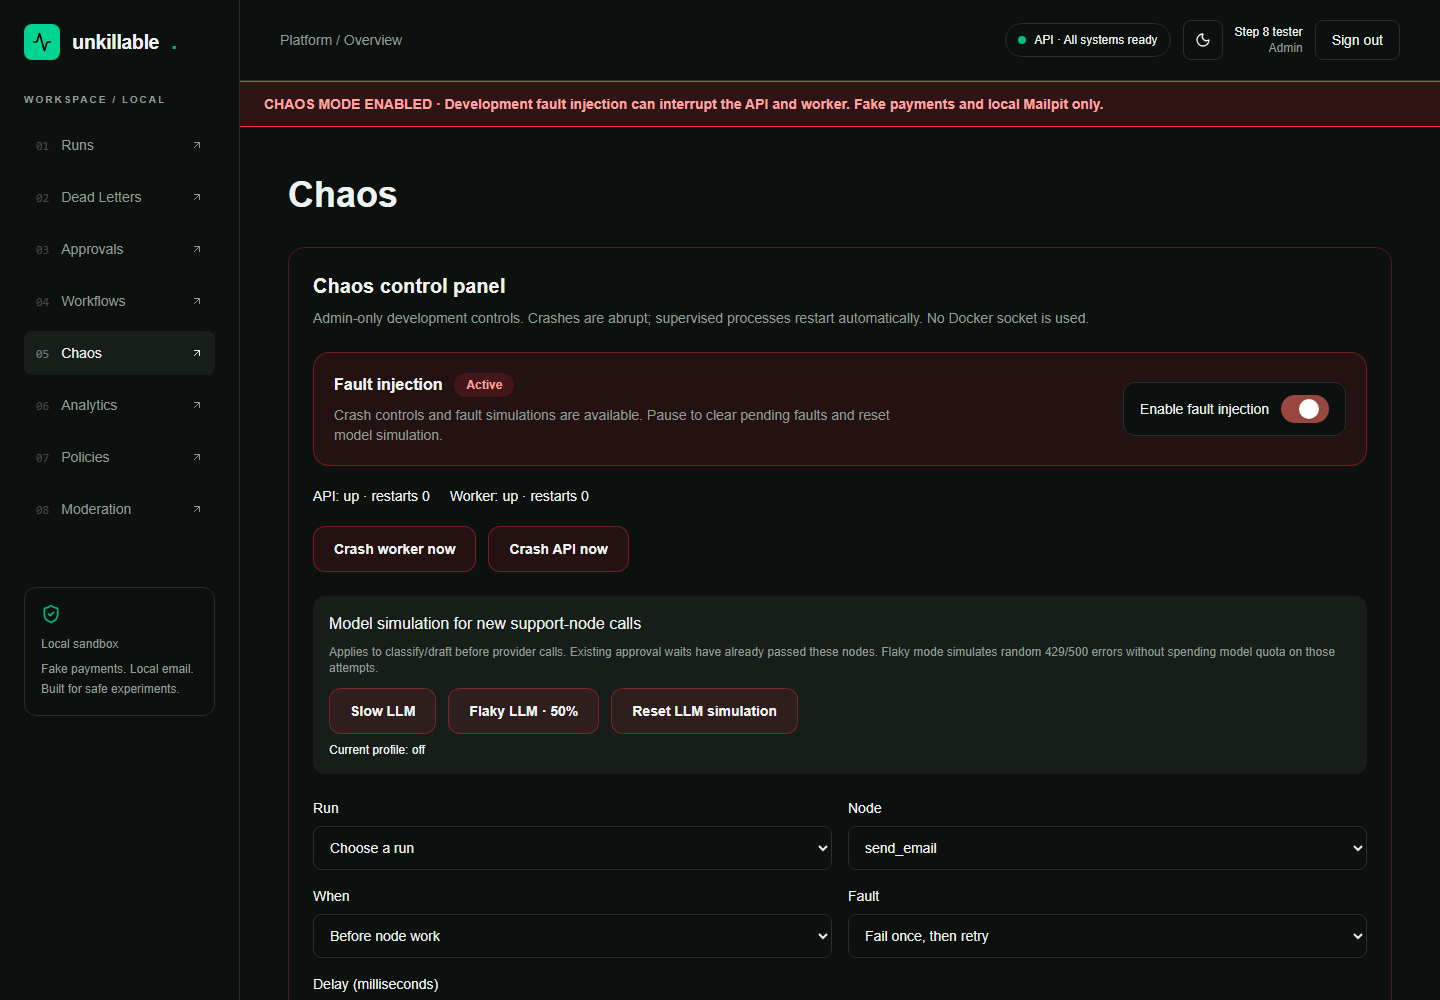 unkillable .
WORKSPACE / LOCAL
01 Runs
02 Dead Letters
03 Approvals
04 Workflows
05 Chaos
06 Analytics
07 Policies
08 Moderation
Local sandbox
Fake payments. Local email.
Built for safe experiments.
Platform / Overview
API · All systems ready
Step 8 tester
Admin
Sign out
CHAOS MODE ENABLED · Development fault injection can interrupt the API and worker. Fake payments and local Mailpit only.
Chaos
Chaos control panel
Admin-only development controls. Crashes are abrupt; supervised processes restart automatically. No Docker socket is used.
Fault injection Active
Crash controls and fault simulations are available. Pause to clear pending faults and reset
model simulation.
Enable fault injection
API: up · restarts 0 Worker: up · restarts 0
Crash worker now Crash API now
Model simulation for new support-node calls
Applies to classify/draft before provider calls. Existing approval waits have already passed these nodes. Flaky mode simulates random 429/500 errors without spending model quota on those
attempts.
Slow LLM Flaky LLM · 50% Reset LLM simulation
Current profile: off
Run Node
Choose a run send_email
When Fault
Before node work Fail once, then retry
Delay (milliseconds)